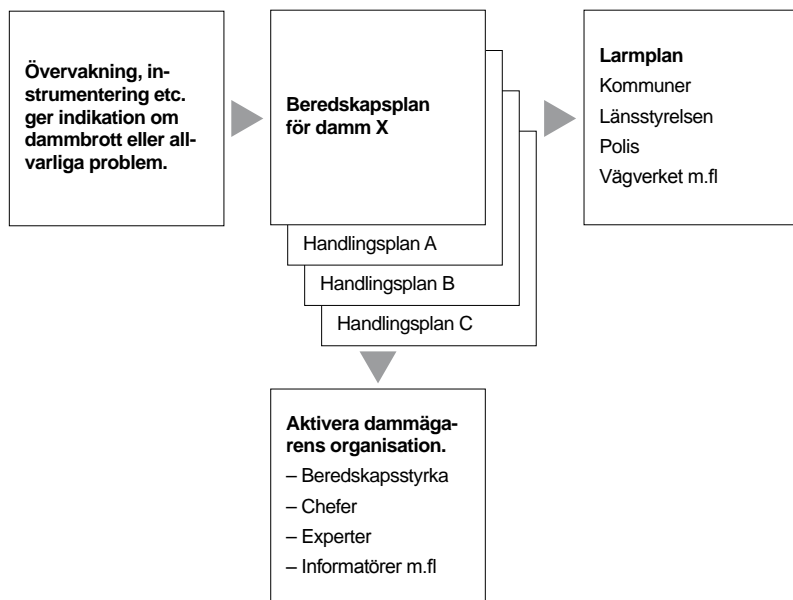 Övervakning, in-
strumentering etc.
ger indikation om
dammbrott eller all-
varliga problem.
Beredskapsplan
för damm X
Handlingsplan A
Handlingsplan B
Handlingsplan C
Larmplan
Kommuner
Länsstyrelsen
Polis
Vägverket m.fl
Aktivera dammäga-
rens organisation.
– Beredskapsstyrka
– Chefer
– Experter
– Informatörer m.fl